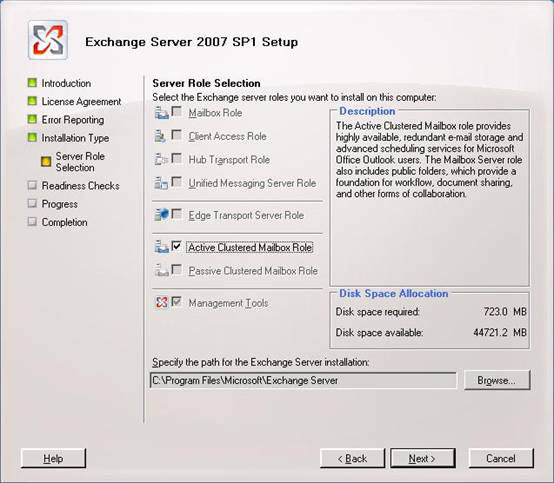 Exchange Server 2007 SP1 Setup
Introduction
License Agreement
Error Reporting
Installation Type
Server Role
Selection
Readiness Checks
Progress
Completion
Server Role Selection
Select the Exchange server roles you want to install on this computer:
Mailbox Role
Client Access Role
Hub Transport Role
Unified Messaging Server Role
Edge Transport Server Role
Active Clustered Mailbox Role
Passive Clustered Mailbox Role
Management Tools
Description
The Active Clustered Mailbox role provides
highly available, redundant e-mail storage and
advanced scheduling services for Microsoft
Office Outlook users. The Mailbox Server role
also includes public folders, which provide a
foundation for workflow, document sharing,
and other forms of collaboration.
Disk Space Allocation
Disk space required: 723.0 MB
Disk space available: 44721.2 MB
Specify the path for the Exchange Server installation:
C:\Program Files\Microsoft\Exchange Server
Browse...
Help
< Back
Next >
Cancel